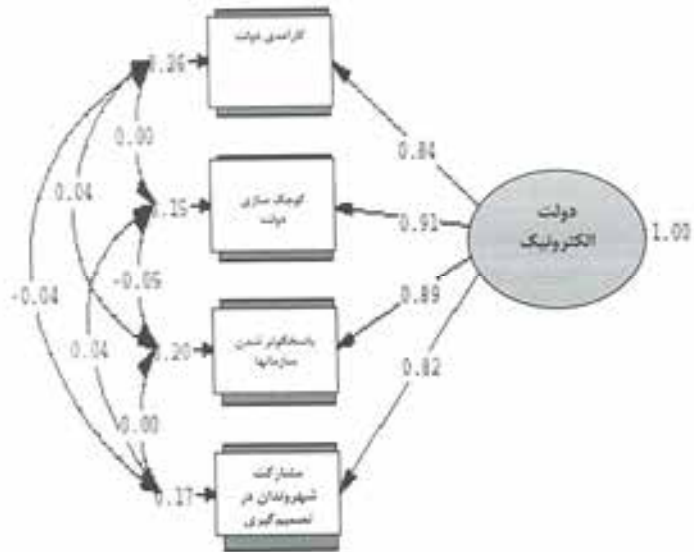 کارآمدی دولت
0.26
0.84
0.00
کوچک سازی
دولت
0.15
0.91
دولت
الکترونیک
1.00
0.04
-0.04
-0.05
پاسخگوتر شدن
سازمانها
0.20
0.89
0.04
0.82
0.00
مشارکت
شهروندان در
تصمیم‌گیری
0.17